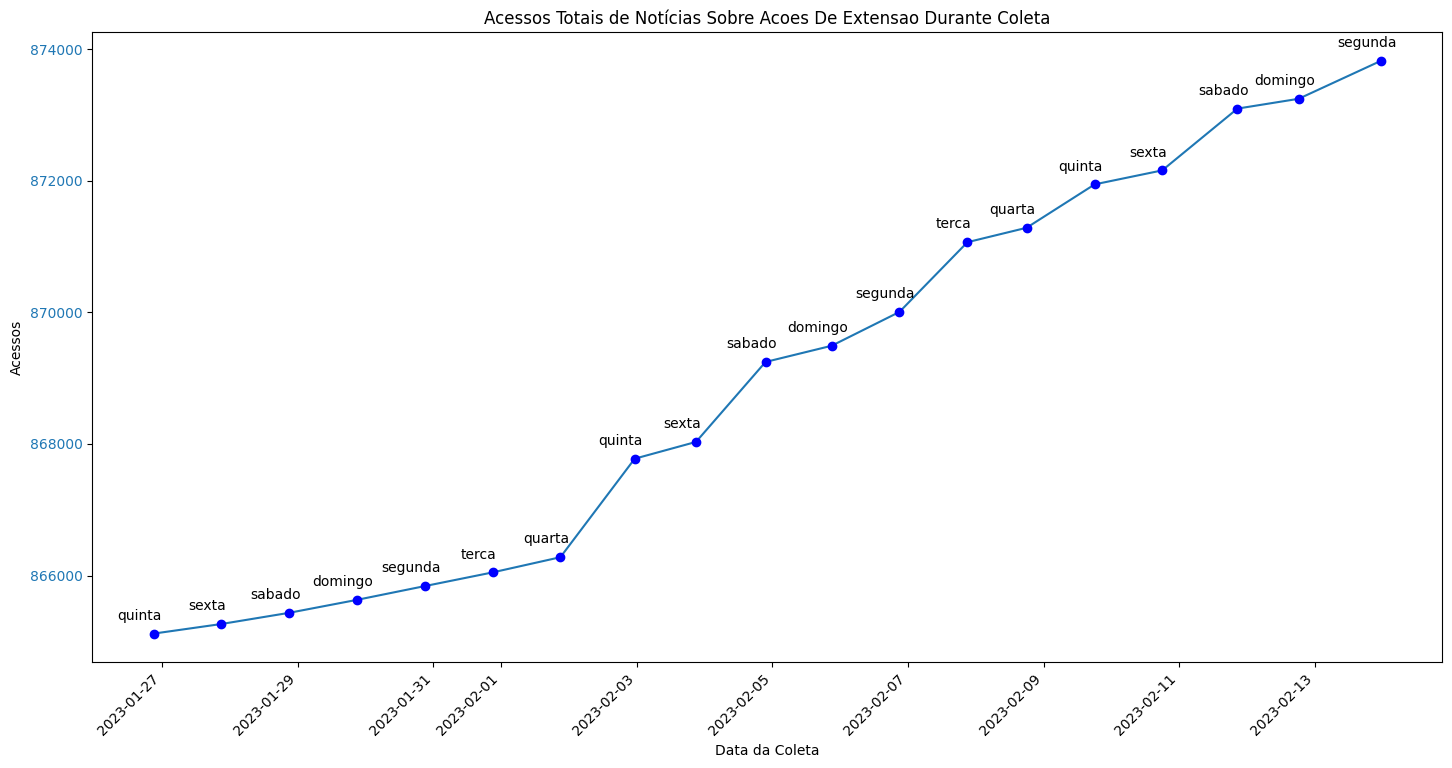 Acessos Totais de Notícias Sobre Acoes De Extensao Durante Coleta
Acessos
874000
872000
870000
868000
866000
quinta
sexta
sabado
domingo
segunda
terca
quarta
quinta
sexta
sabado
domingo
segunda
terca
quarta
quinta
sexta
sabado
domingo
segunda
2023-01-27
2023-01-29
2023-01-31
2023-02-01
2023-02-03
2023-02-05
2023-02-07
2023-02-09
2023-02-11
2023-02-13
Data da Coleta